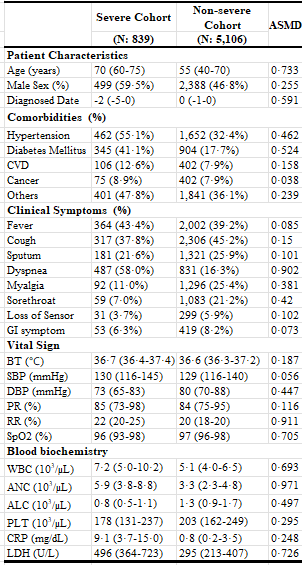 Severe Cohort Non-severe Cohort ASMD
(N: 839) (N: 5,106)
Patient Characteristics
Age (years) 70 (60-75) 55 (40-70) 0·733
Male Sex (%) 499 (59·5%) 2,388 (46·8%) 0·255
Diagnosed Date -2 (-5-0) 0 (-1-0) 0·591
Comorbidities (%)
Hypertension 462 (55·1%) 1,652 (32·4%) 0·462
Diabetes Mellitus 345 (41·1%) 904 (17·7%) 0·524
CVD 106 (12·6%) 402 (7·9%) 0·158
Cancer 75 (8·9%) 402 (7·9%) 0·038
Others 401 (47·8%) 1,841 (36·1%) 0·239
Clinical Symptoms (%)
Fever 364 (43·4%) 2,002 (39·2%) 0·085
Cough 317 (37·8%) 2,306 (45·2%) 0·15
Sputum 181 (21·6%) 1,321 (25·9%) 0·101
Dyspnea 487 (58·0%) 831 (16·3%) 0·902
Myalgia 92 (11·0%) 1,296 (25·4%) 0·381
Sorethroat 59 (7·0%) 1,083 (21·2%) 0·42
Loss of Sensor 31 (3·7%) 299 (5·9%) 0·102
GI symptom 53 (6·3%) 419 (8·2%) 0·073
Vital Sign
BT (°C) 36·7 (36·4-37·4) 36·6 (36·3-37·2) 0·187
SBP (mmHg) 130 (116-145) 129 (116-140) 0·056
DBP (mmHg) 73 (65-83) 80 (70-88) 0·447
PR (%) 85 (73-98) 84 (75-95) 0·116
RR (%) 22 (20-25) 20 (18-20) 0·911
SpO2 (%) 96 (93-98) 97 (96-98) 0·705
Blood biochemistry
WBC (10³/μL) 7·2 (5·0-10·2) 5·1 (4·0-6·5) 0·693
ANC (10³/μL) 5·9 (3·8-8·8) 3·3 (2·3-4·8) 0·971
ALC (10³/μL) 0·8 (0·5-1·1) 1·3 (0·9-1·7) 0·497
PLT (10³/μL) 178 (131-237) 203 (162-249) 0·295
CRP (mg/dL) 9·1 (3·7-15·0) 0·8 (0·2-3·5) 0·248
LDH (U/L) 496 (364-723) 295 (213-407) 0·726